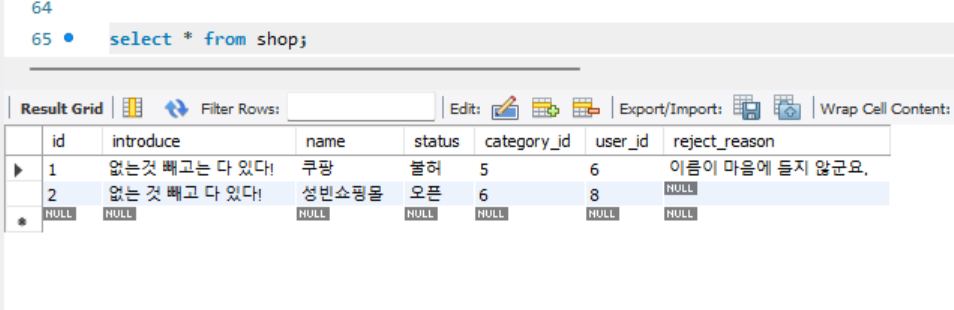 64
65 select * from shop;
Result Grid Filter Rows: Edit: Export/Import: Wrap Cell Content:
id introduce name status category_id user_id reject_reason
1 없는것 빼고는 다 있다! 쿠팡 불허 5 6 이름이 마음에 들지 않군요.
2 없는 것 빼고 다 있다! 성빈쇼핑몰 오픈 6 8 NULL
NULL NULL NULL NULL NULL NULL NULL